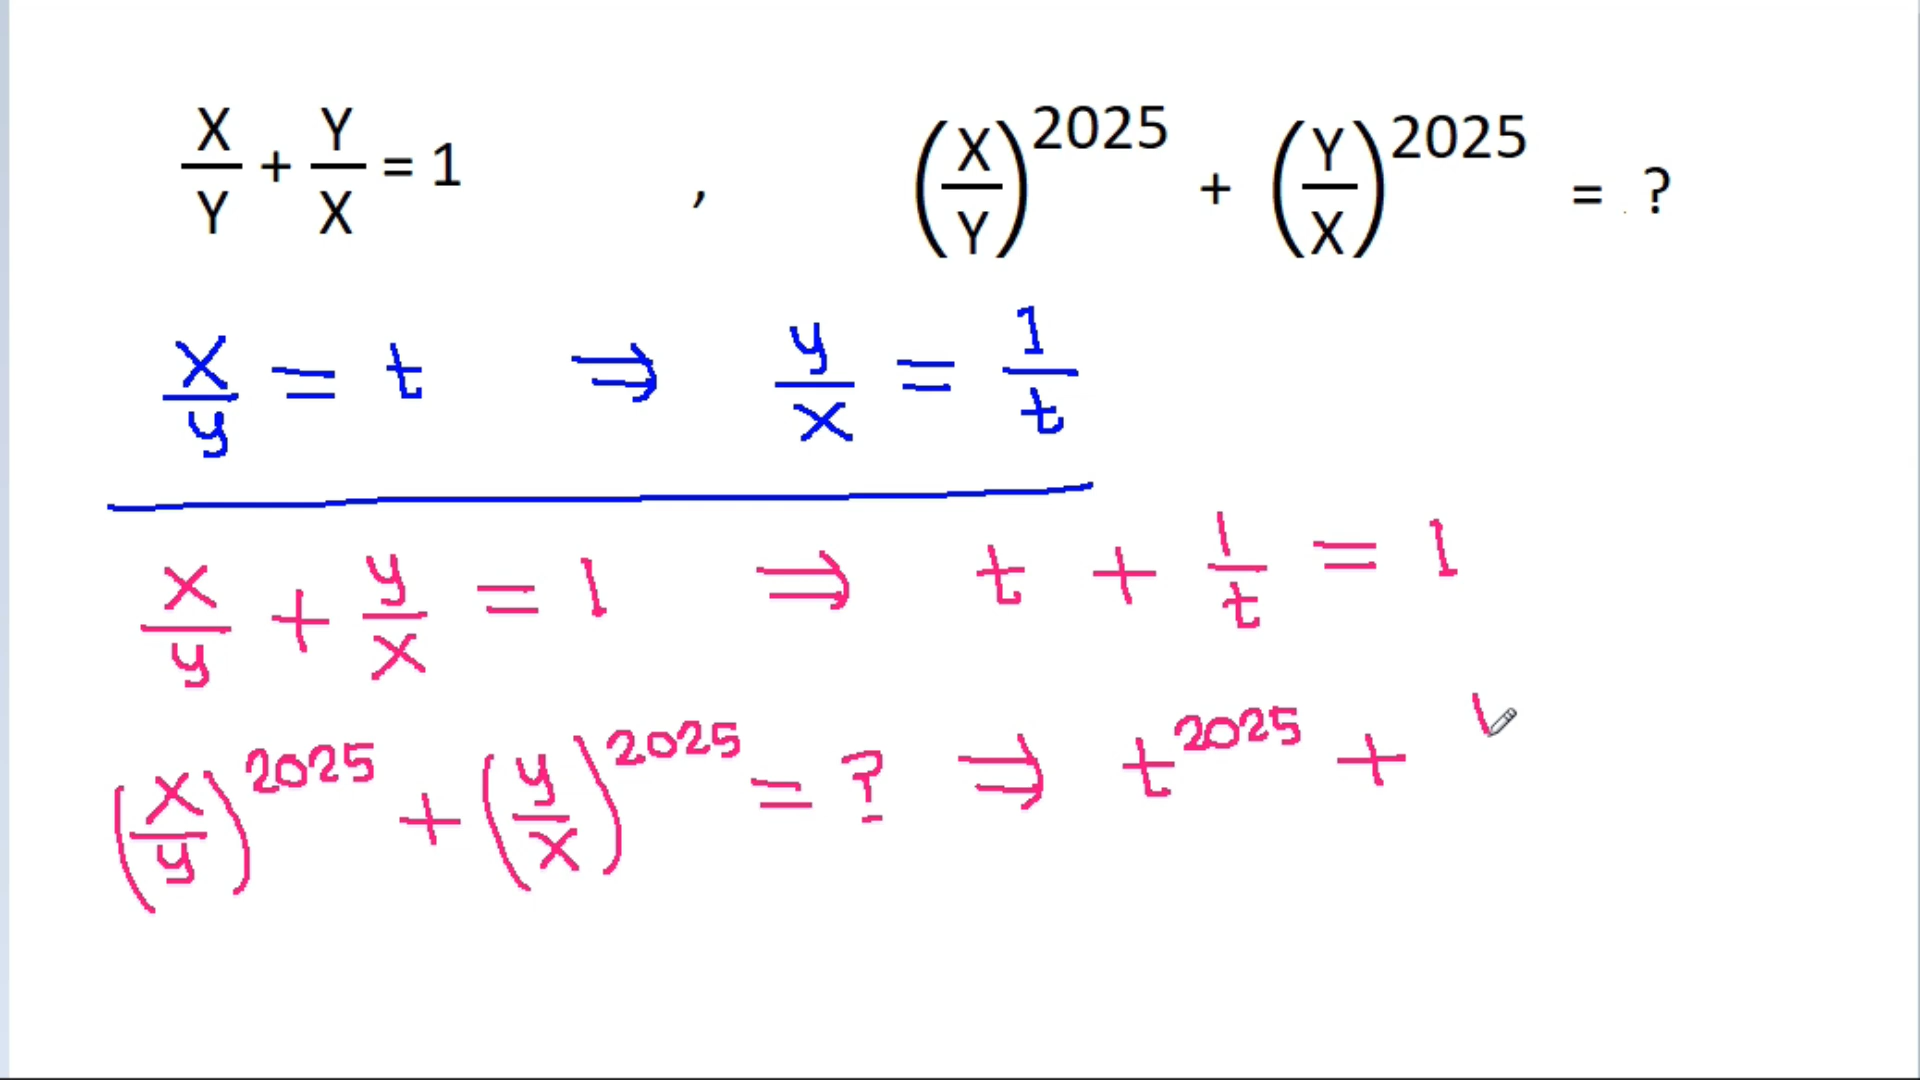 X/Y + Y/X = 1 , (X/Y)^2025 + (Y/X)^2025 = ?
x/y = t ⇒ y/x = 1/t
x/y + y/x = 1 ⇒ t + 1/t = 1
(x/y)^2025 + (y/x)^2025 = ? ⇒ t^2025 +